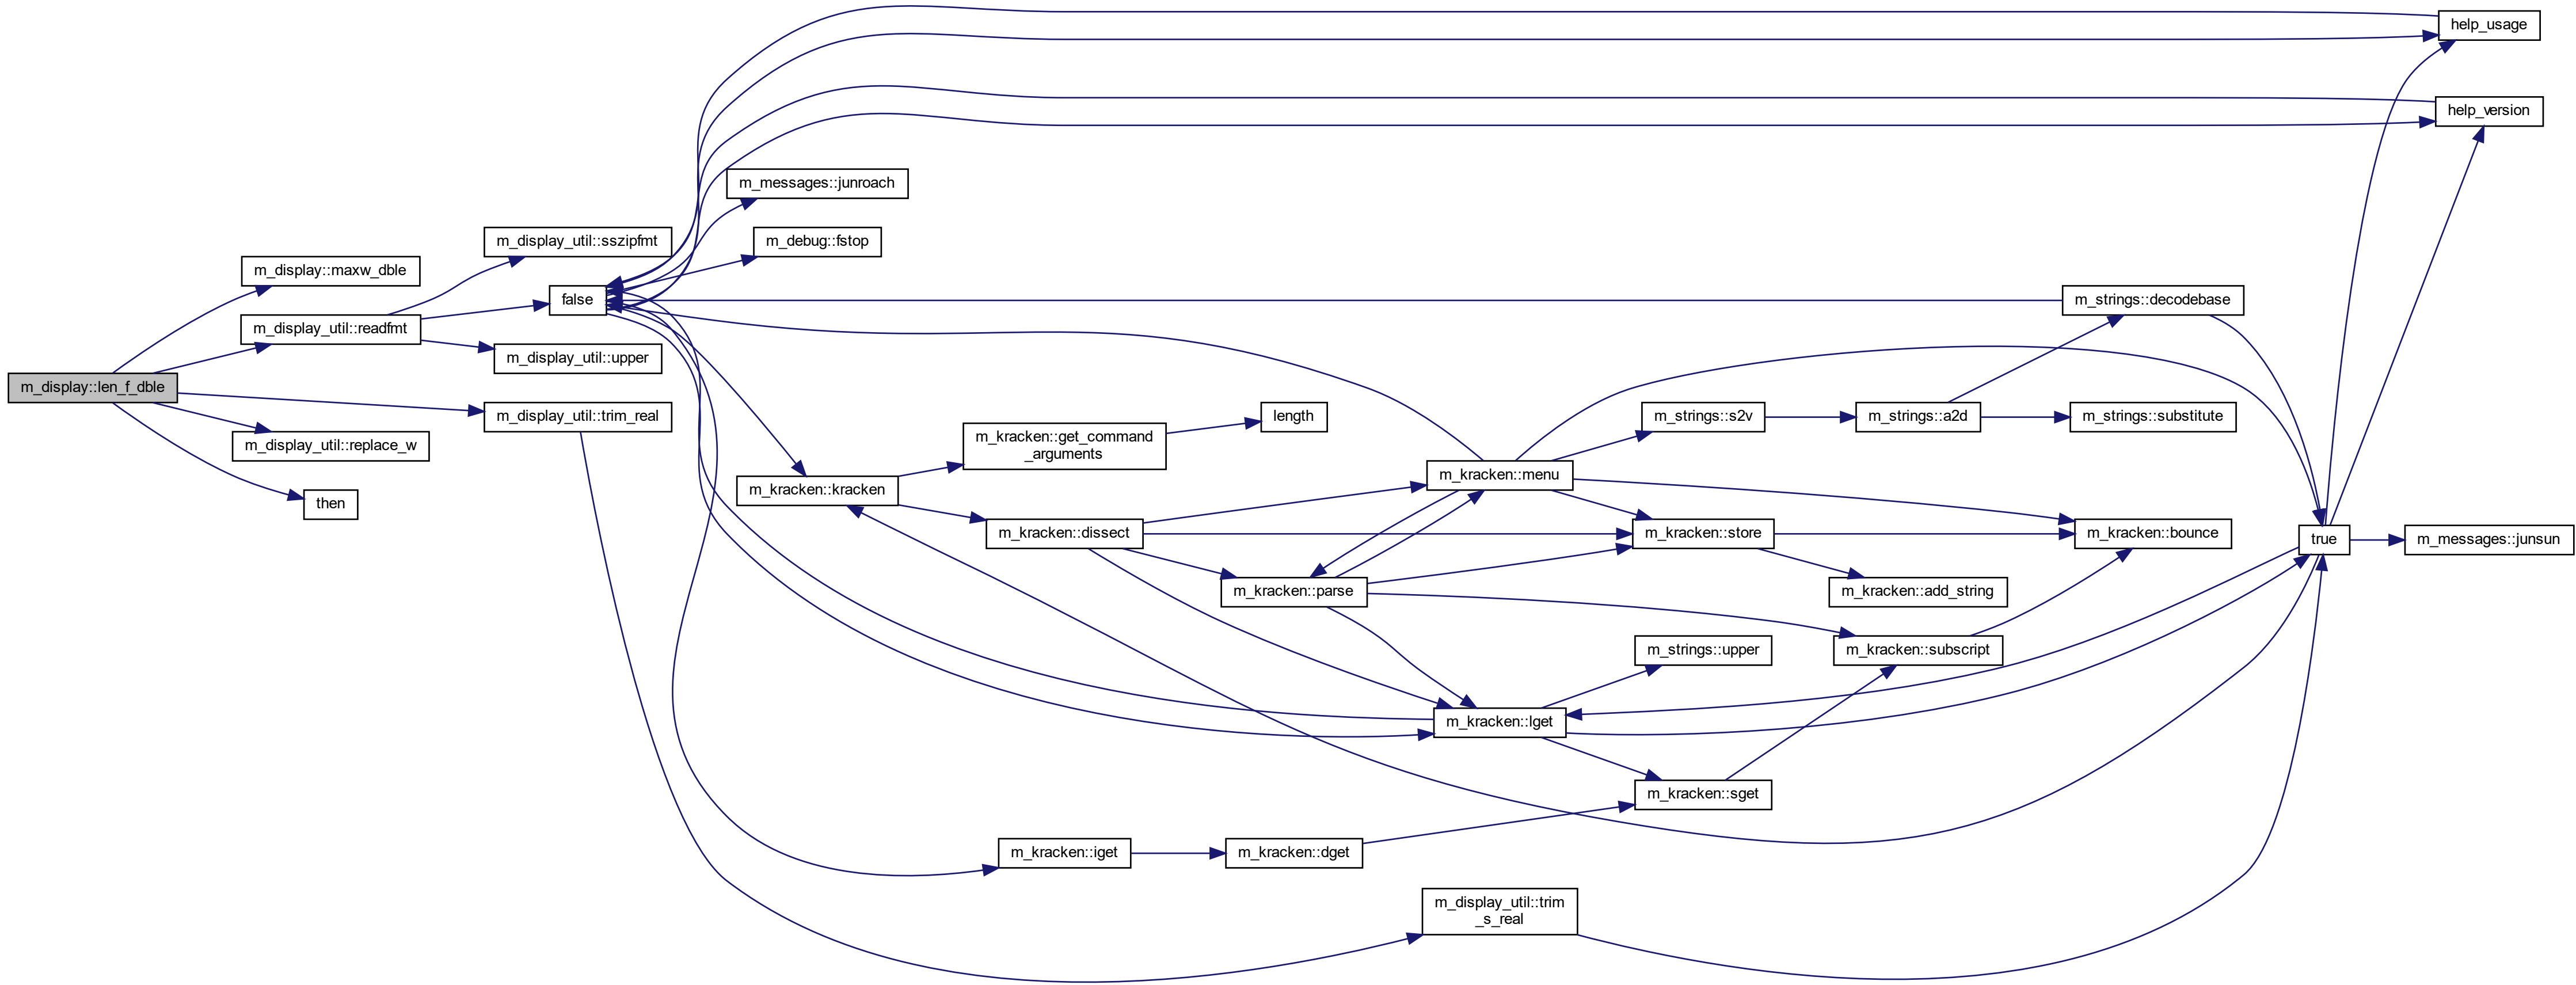 help_usage
help_version
m_messages::junroach
m_display_util::sszipfmt
m_debug::fstop
m_display::maxw_dble
false
m_strings::decodebase
m_display_util::readfmt
m_display_util::upper
m_display::len_f_dble
m_display_util::trim_real
length
m_strings::s2v
m_strings::a2d
m_strings::substitute
m_display_util::replace_w
m_kracken::get_command
_arguments
m_kracken::menu
m_kracken::kracken
then
m_kracken::dissect
m_kracken::store
m_kracken::bounce
true
m_messages::junsun
m_kracken::parse
m_kracken::add_string
m_strings::upper
m_kracken::subscript
m_kracken::lget
m_kracken::sget
m_kracken::iget
m_kracken::dget
m_display_util::trim
_s_real